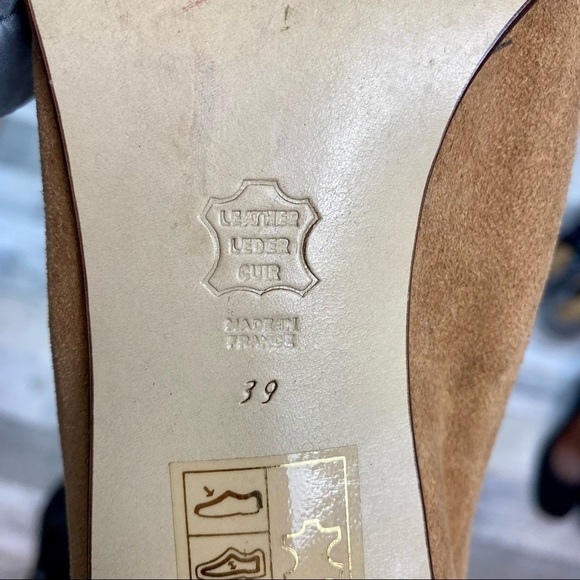 LEATHER
LEDER
CUIR
MADE IN
FRANCE
39